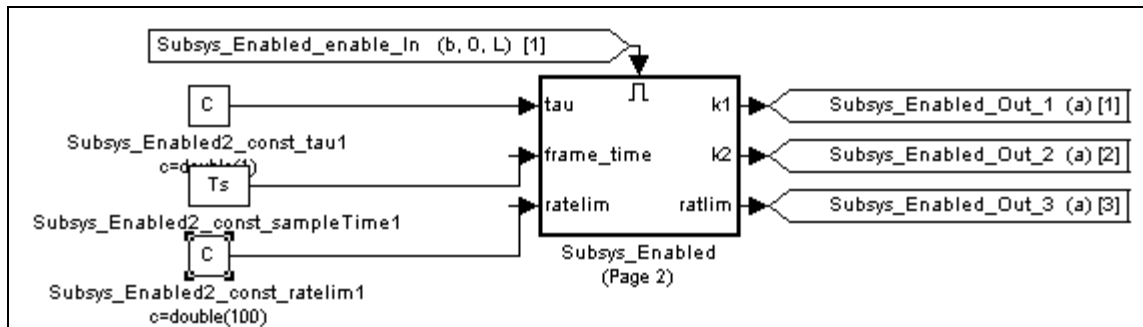 Subsys_Enabled_enable_In (b, 0, L) [1]
C
Subsys_Enabled2_const_tau1
c=double(1)
Ts
Subsys_Enabled2_const_sampleTime1
C
Subsys_Enabled2_const_ratelim1
c=double(100)
tau
frame_time
ratelim
k1
k2
ratlim
Subsys_Enabled
(Page 2)
Subsys_Enabled_Out_1 (a) [1]
Subsys_Enabled_Out_2 (a) [2]
Subsys_Enabled_Out_3 (a) [3]